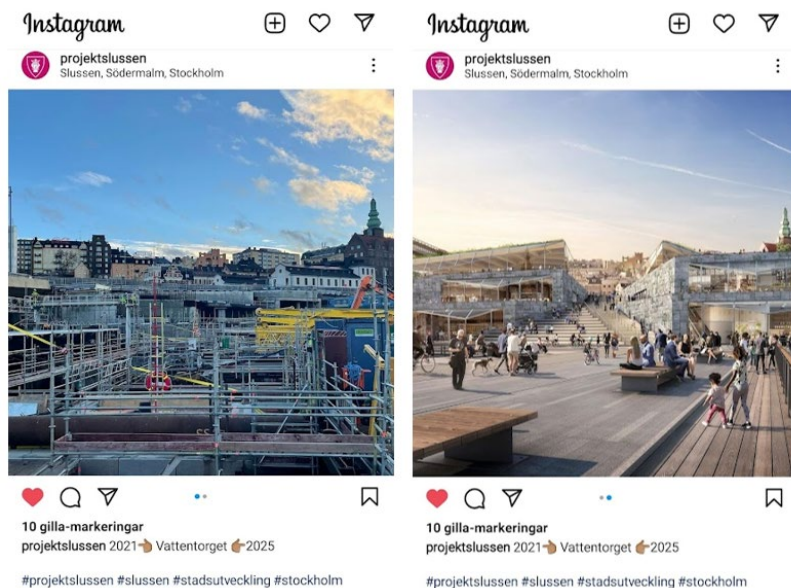 Instagram
projektslussen
Slussen, Södermalm, Stockholm
10 gilla-markeringar
projektslussen 2021👈🏽 Vattentorget 👉🏽2025
#projektslussen #slussen #stadsutveckling #stockholm
Instagram
projektslussen
Slussen, Södermalm, Stockholm
10 gilla-markeringar
projektslussen 2021👈🏽 Vattentorget 👉🏽2025
#projektslussen #slussen #stadsutveckling #stockholm